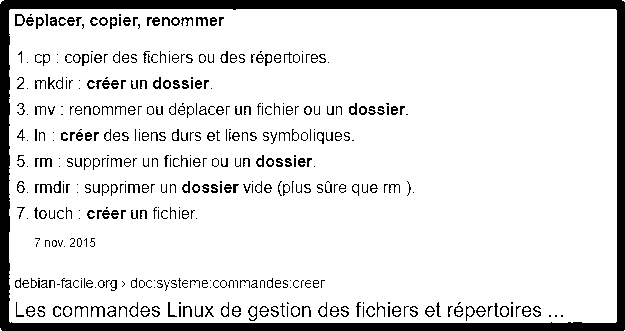 Déplacer, copier, renommer
1. cp : copier des fichiers ou des répertoires.
2. mkdir : créer un dossier.
3. mv : renommer ou déplacer un fichier ou un dossier.
4. ln : créer des liens durs et liens symboliques.
5. rm : supprimer un fichier ou un dossier.
6. rmdir : supprimer un dossier vide (plus sûre que rm ).
7. touch : créer un fichier.
7 nov. 2015
debian-facile.org › doc:systeme:commandes:creer
Les commandes Linux de gestion des fichiers et répertoires ...